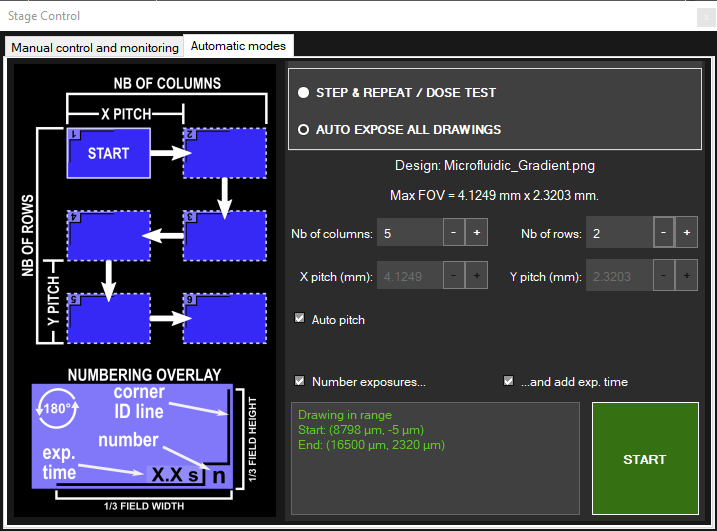 Stage Control
x
Manual control and monitoring
Automatic modes
NB OF COLUMNS
X PITCH
NB OF ROWS
Y PITCH
1
START
2
4
3
5
6
NUMBERING OVERLAY
180°
corner
ID line
number
exp.
time
X.X s
n
1/3 FIELD HEIGHT
1/3 FIELD WIDTH
STEP & REPEAT / DOSE TEST
AUTO EXPOSE ALL DRAWINGS
Design: Microfluidic_Gradient.png
Max FOV = 4.1249 mm x 2.3203 mm.
Nb of columns: 5 - +
Nb of rows: 2 - +
X pitch (mm): 4.1249 - +
Y pitch (mm): 2.3203 - +
Auto pitch
Number exposures...
...and add exp. time
Drawing in range
Start: (8798 µm, -5 µm)
End: (16500 µm, 2320 µm)
START